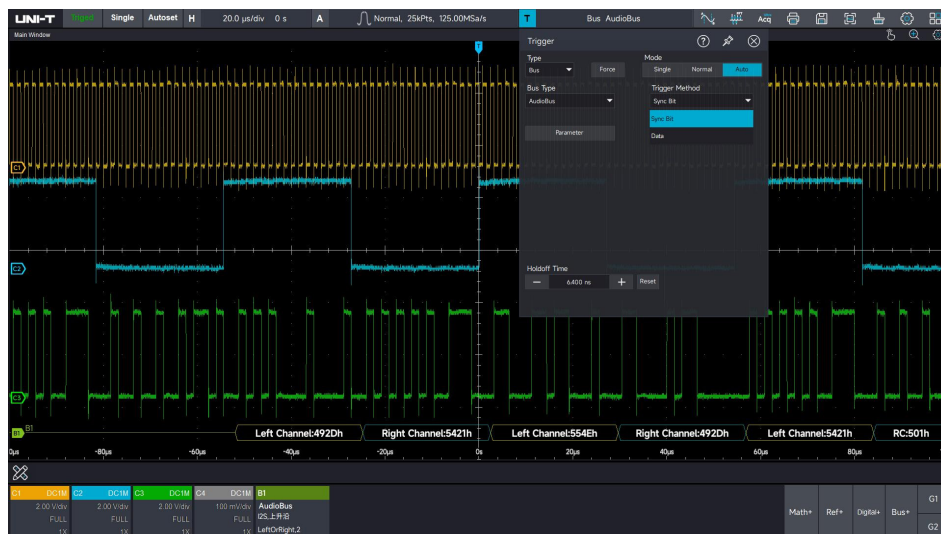 UNI-T Triged Single Autoset H 20.0 μs/div 0 s A Normal, 25kPts, 125.00MSa/s T Bus AudioBus Acq
Main Window
T
Trigger
Type
Mode
Bus Force Single Normal Auto
Bus Type
Trigger Method
AudioBus Sync Bit
Sync Bit
Parameter
Data
C1
C2
Holdoff Time
6.400 ns Reset
C3
B1 B1 Left Channel:492Dh Right Channel:5421h Left Channel:554Eh Right Channel:492Dh Left Channel:5421h RC:501h
0μs -80μs -60μs -40μs -20μs 0s 20μs 40μs 60μs 80μs
C1 DC1M C2 DC1M C3 DC1M C4 DC1M B1
2.00 V/div 2.00 V/div 2.00 V/div 100 mV/div AudioBus
FULL FULL FULL FULL I2S,上升沿
1X 1X 1X 1X LeftOrRight,2
Math+ Ref+ Digital+ Bus+
G1
G2